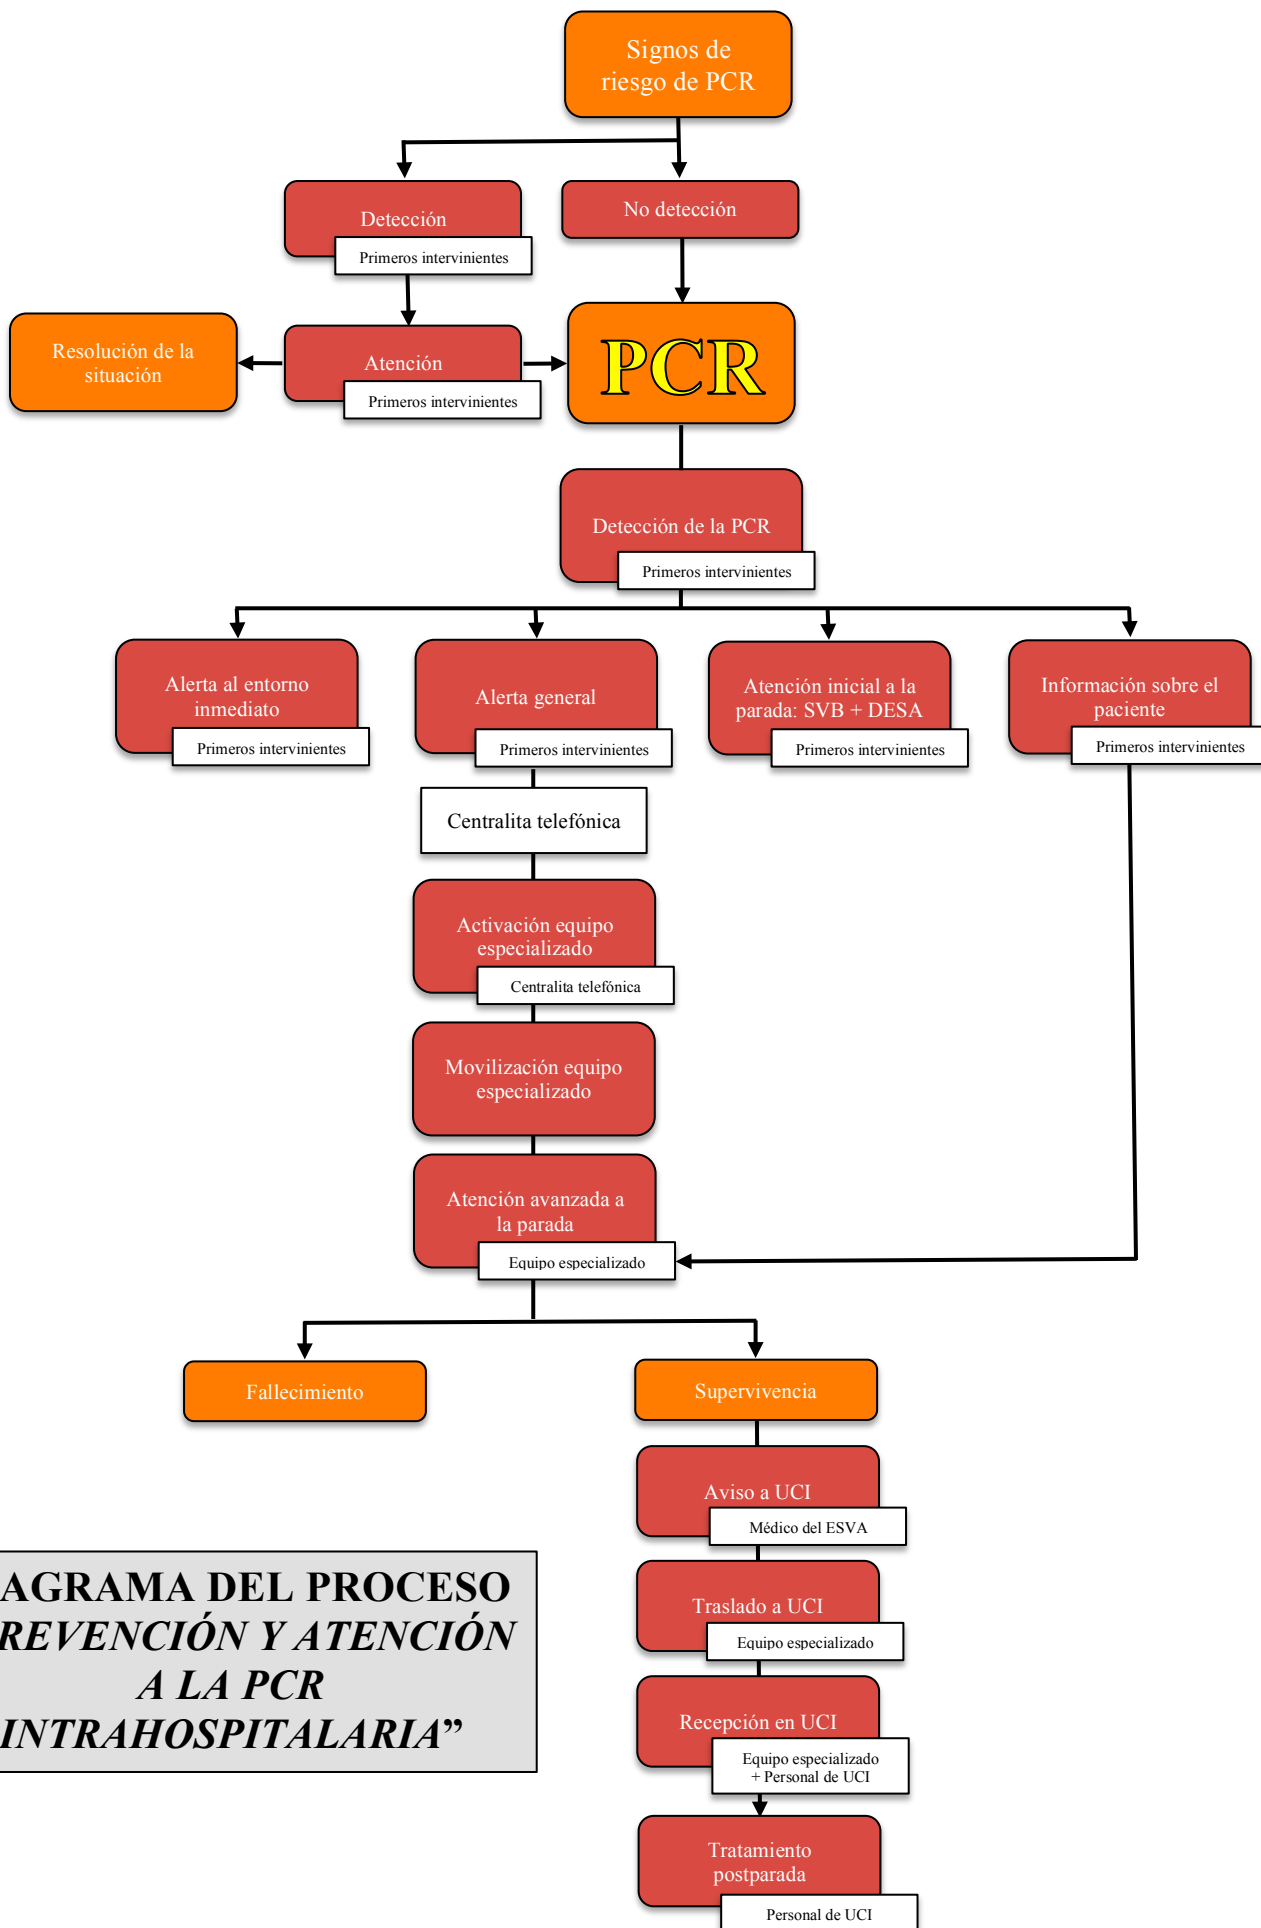 Signos de
riesgo de PCR
Detección
Primeros intervinientes
No detección
Resolución de la
situación
Atención
Primeros intervinientes
PCR
Detección de la PCR
Primeros intervinientes
Alerta al entorno
inmediato
Primeros intervinientes
Alerta general
Primeros intervinientes
Atención inicial a la
parada: SVB + DESA
Primeros intervinientes
Información sobre el
paciente
Primeros intervinientes
Centralita telefónica
Activación equipo
especializado
Centralita telefónica
Movilización equipo
especializado
Atención avanzada a
la parada
Equipo especializado
Fallecimiento
Supervivencia
Aviso a UCI
Médico del ESVA
Traslado a UCI
Equipo especializado
Recepción en UCI
Equipo especializado
+ Personal de UCI
Tratamiento
postparada
Personal de UCI
AGRAMA DEL PROCESO
REVENCIÓN Y ATENCIÓN
A LA PCR
INTRAHOSPITALARIA”